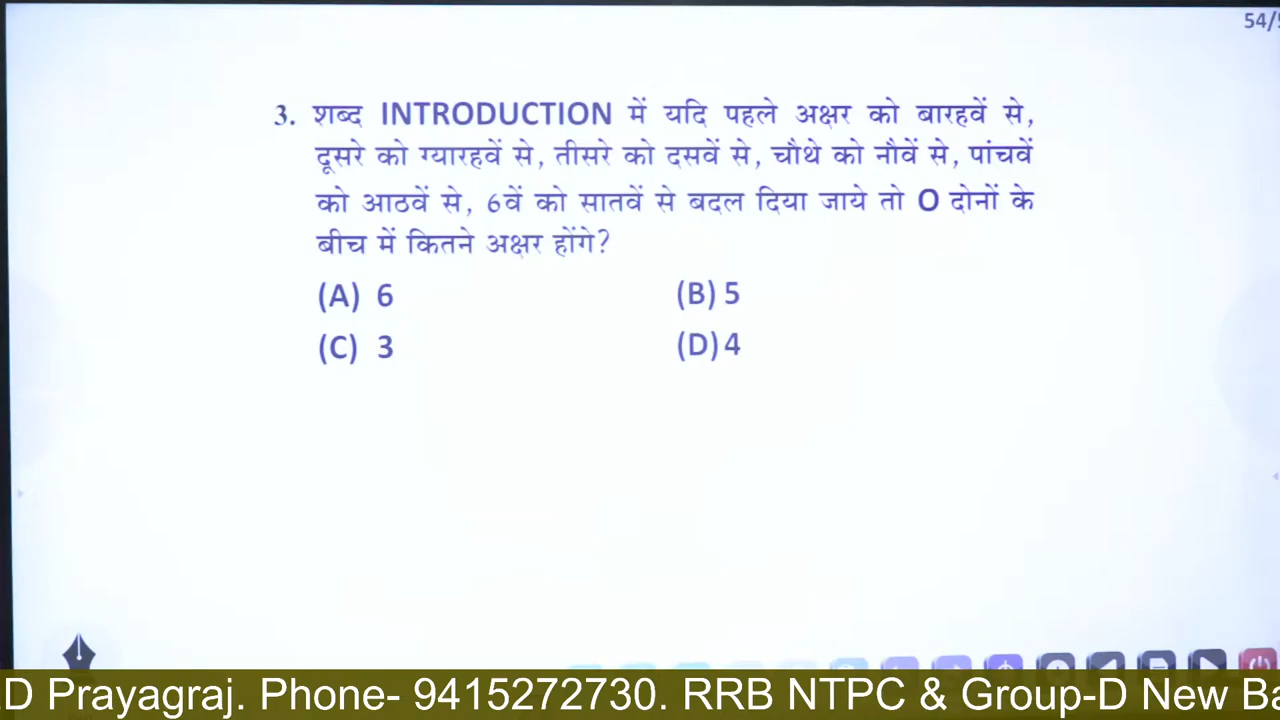 54/
3. शब्द INTRODUCTION में यदि पहले अक्षर को बारहवें से,
दूसरे को ग्यारहवें से, तीसरे को दसवें से, चौथे को नौवें से, पांचवें
को आठवें से, 6वें को सातवें से बदल दिया जाये तो O दोनों के
बीच में कितने अक्षर होंगे?
(A) 6
(B) 5
(C) 3
(D) 4
.D Prayagraj. Phone- 9415272730. RRB NTPC & Group-D New Ba